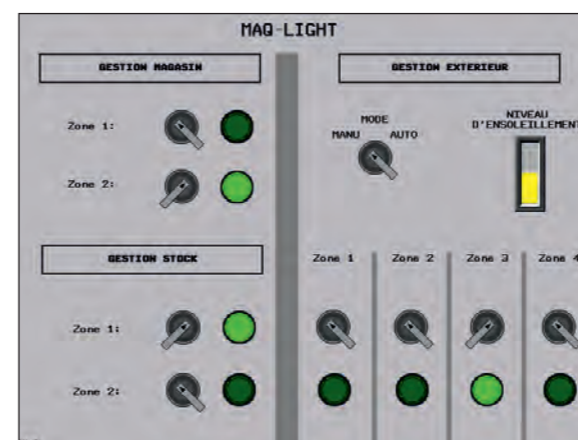 MAQ-LIGHT
GESTION MAGASIN
Zone 1:
Zone 2:
GESTION STOCK
Zone 1:
Zone 2:
GESTION EXTERIEUR
MODE
MANU AUTO
NIVEAU
D'ENSOLEILLEMENT
Zone 1 Zone 2 Zone 3 Zone 4